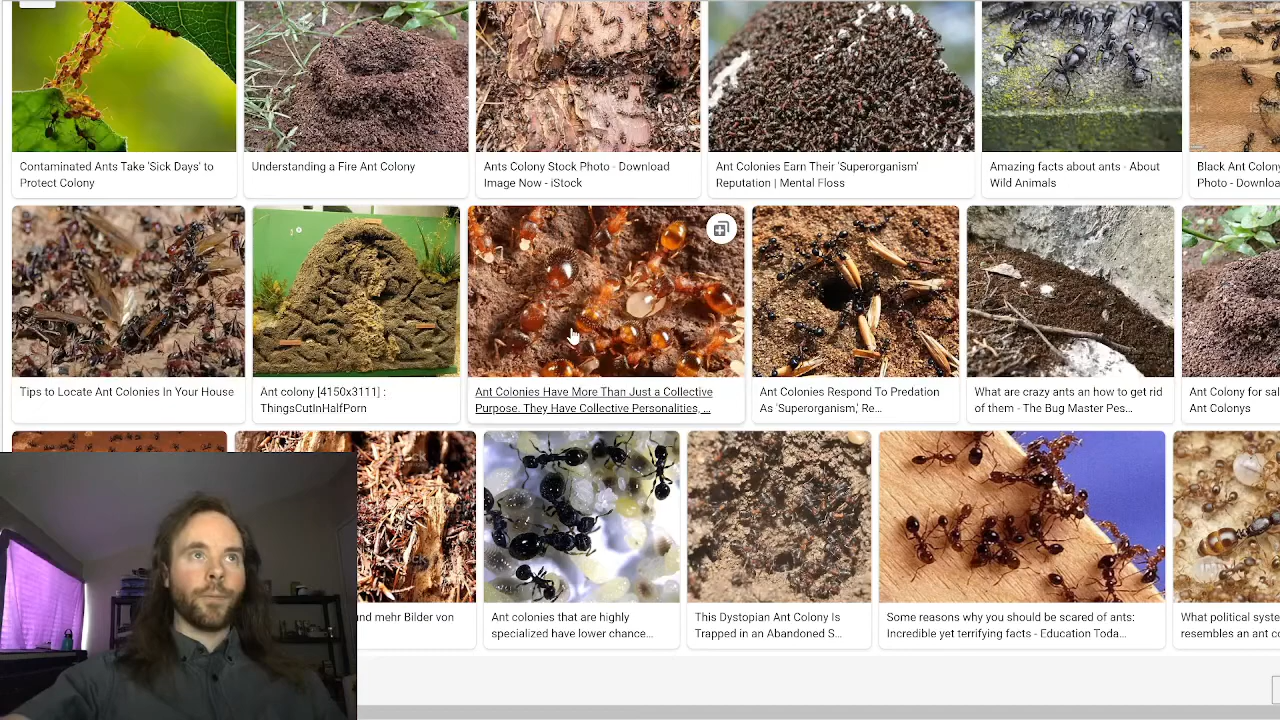 Contaminated Ants Take 'Sick Days' to
Protect Colony
Understanding a Fire Ant Colony
Ants Colony Stock Photo - Download
Image Now - iStock
Ant Colonies Earn Their 'Superorganism'
Reputation | Mental Floss
Amazing facts about ants - About
Wild Animals
Black Ant Colony
Photo - Downloa
Tips to Locate Ant Colonies In Your House
Ant colony [4150x3111] :
ThingsCutInHalfPorn
Ant Colonies Have More Than Just a Collective
Purpose. They Have Collective Personalities, ...
Ant Colonies Respond To Predation
As 'Superorganism,' Re...
What are crazy ants an how to get rid
of them - The Bug Master Pes...
Ant Colony for sal
Ant Colonys
und mehr Bilder von
Ant colonies that are highly
specialized have lower chance...
This Dystopian Ant Colony Is
Trapped in an Abandoned S...
Some reasons why you should be scared of ants:
Incredible yet terrifying facts - Education Toda...
What political syste
resembles an ant co